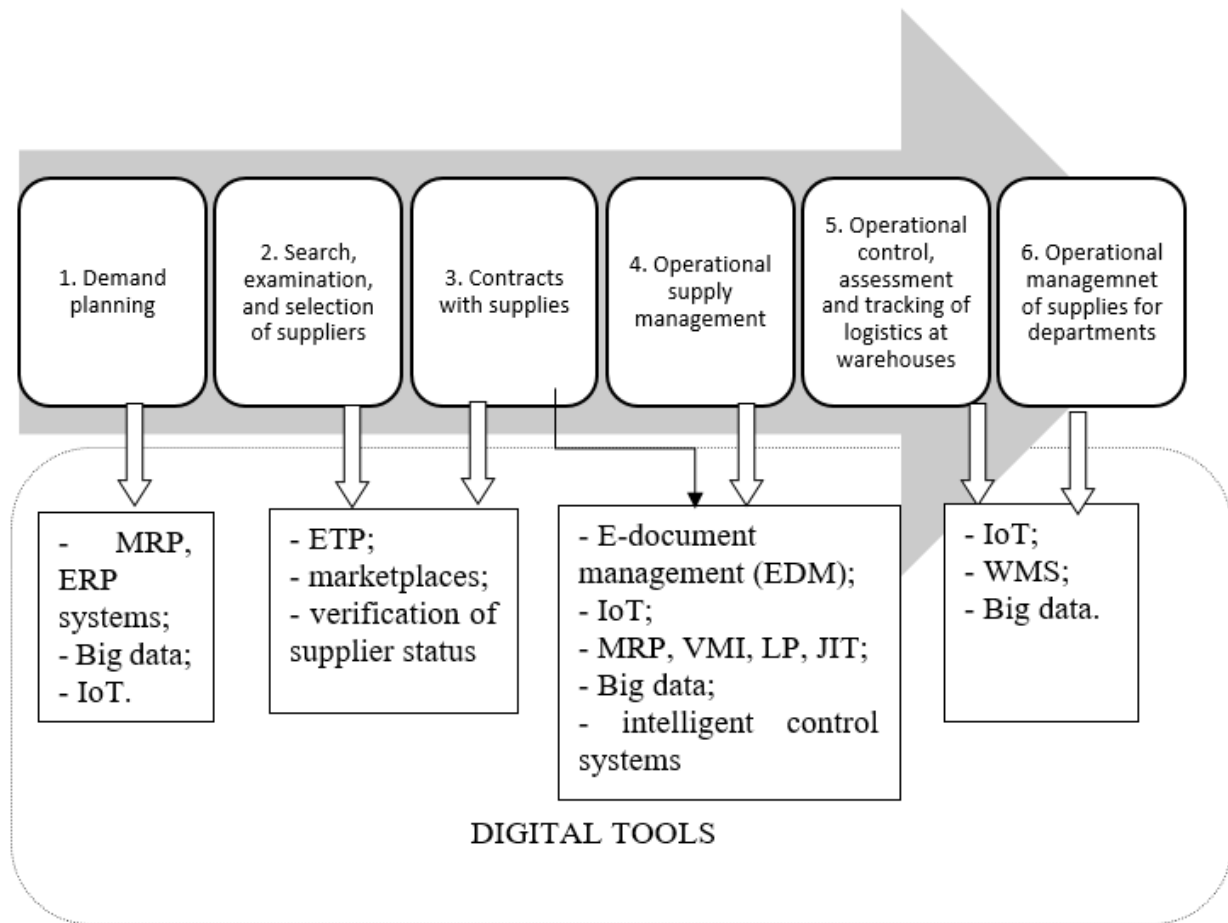 1. Demand
planning
2. Search,
examination,
and selection
of suppliers
3. Contracts
with supplies
4. Operational
supply
management
5. Operational
control,
assessment
and tracking of
logistics at
warehouses
6. Operational
managemnet
of supplies for
departments
- MRP,
ERP
systems;
- Big data;
- IoT.
- ETP;
- marketplaces;
- verification of
supplier status
- E-document
management (EDM);
- IoT;
- MRP, VMI, LP, JIT;
- Big data;
- intelligent control
systems
- IoT;
- WMS;
- Big data.
DIGITAL TOOLS